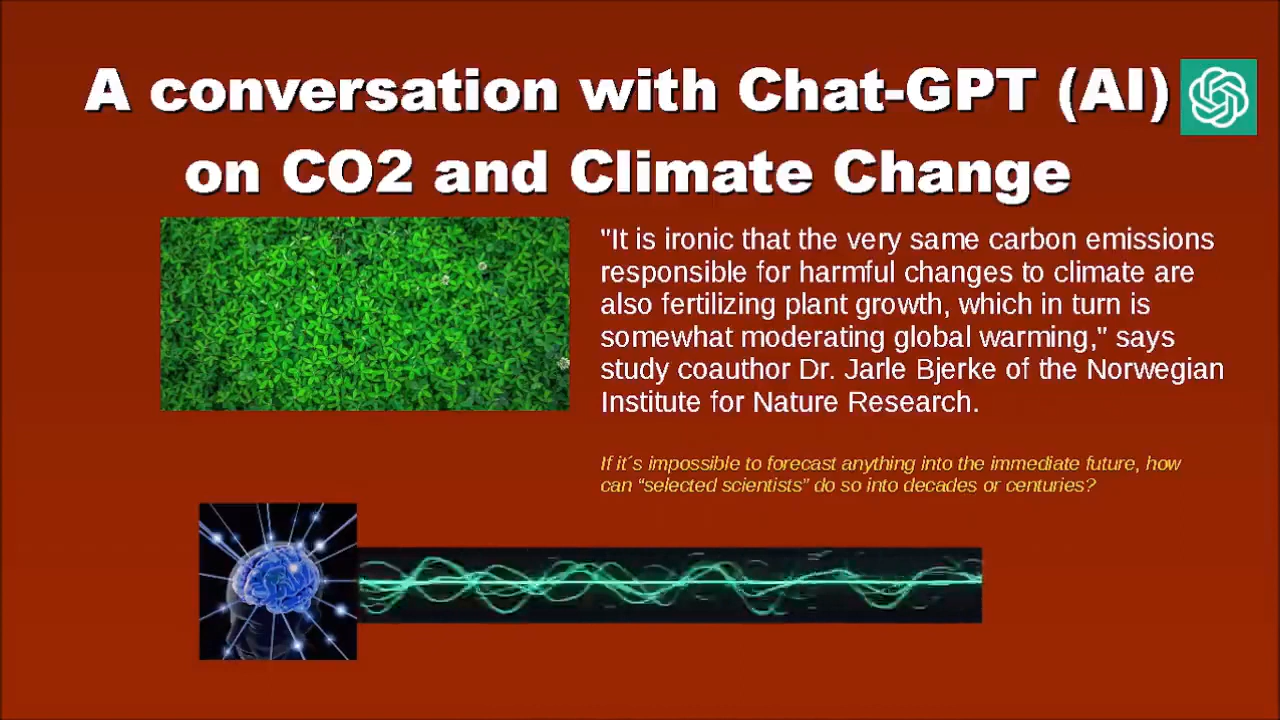 A conversation with Chat-GPT (AI)
on CO2 and Climate Change
"It is ironic that the very same carbon emissions
responsible for harmful changes to climate are
also fertilizing plant growth, which in turn is
somewhat moderating global warming," says
study coauthor Dr. Jarle Bjerke of the Norwegian
Institute for Nature Research.
If it´s impossible to forecast anything into the immediate future, how
can “selected scientists” do so into decades or centuries?